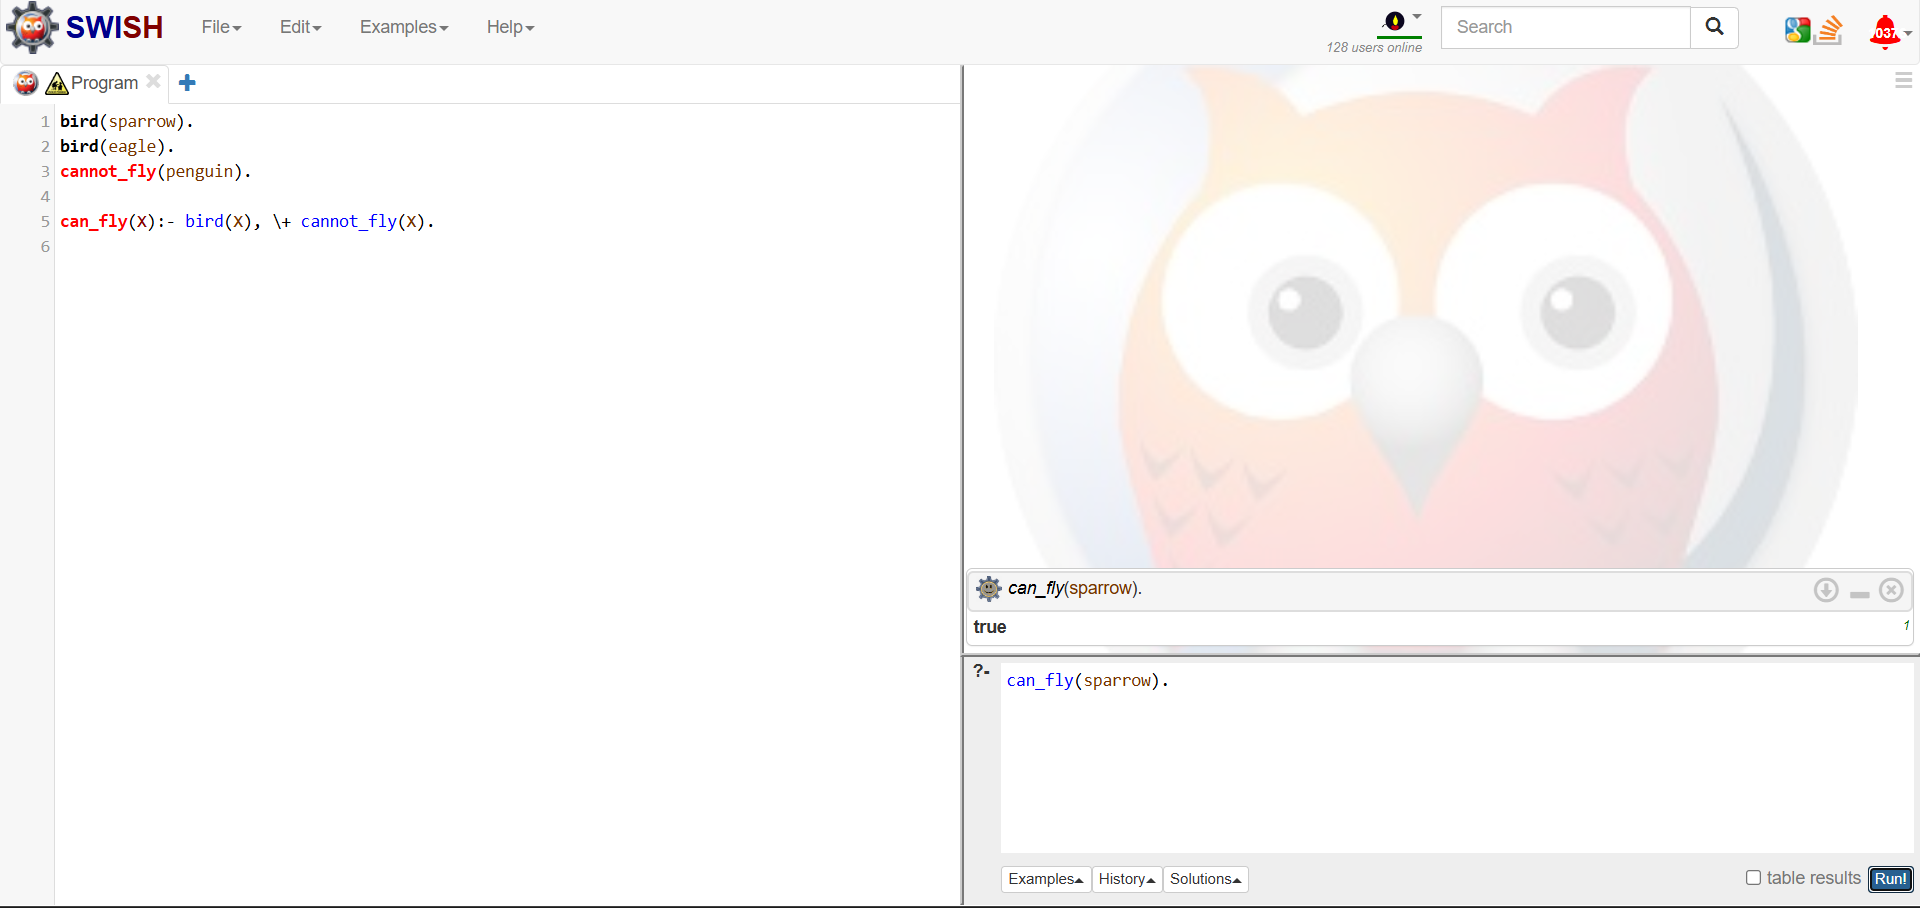 SWISH File Edit Examples Help 128 users online Search 037
Program
1 bird(sparrow).
2 bird(eagle).
3 cannot_fly(penguin).
4
5 can_fly(X):- bird(X), \+ cannot_fly(X).
6
can_fly(sparrow).
true 1
?- can_fly(sparrow).
Examples History Solutions table results Run!